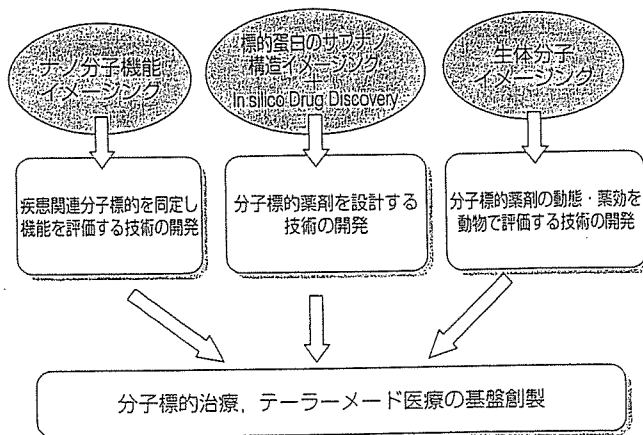 ナノ分子機能
イメージング
標的蛋白のサブナノ
構造イメージング
+
In silico Drug Discovery
生体分子
イメージング
疾患関連分子標的を同定し
機能を評価する技術の開発
分子標的薬剤を設計する
技術の開発
分子標的薬剤の動態・薬効を
動物で評価する技術の開発
分子標的治療，テーラーメード医療の基盤創製